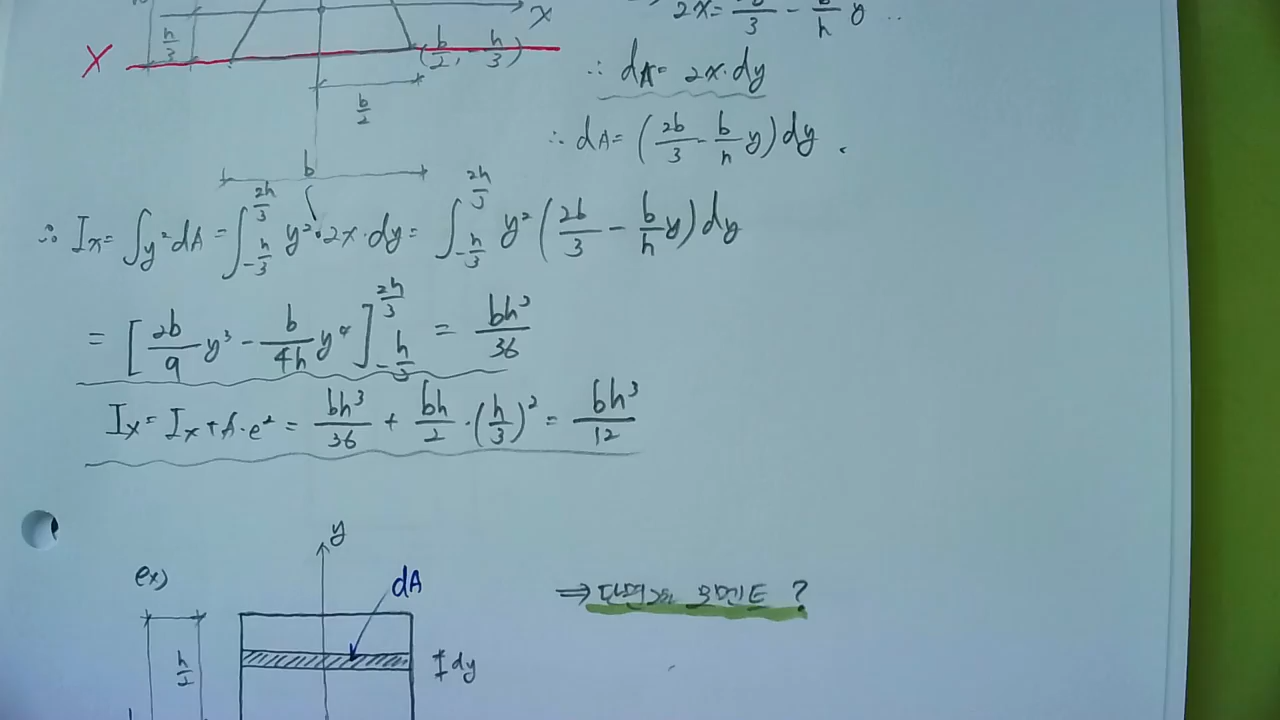 2x = 2b/3 - b/h y ..
x
h/3
X
(b/2, -h/3)
∴ dA = 2x·dy
b/2
∴ dA = (2b/3 - b/h y) dy .
b
∴ Ix = ∫y² dA = ∫_{-h/3}^{2h/3} y²·2x·dy = ∫_{-h/3}^{2h/3} y² (2b/3 - b/h y) dy
= [2b/9 y³ - b/4h y⁴]_{-h/3}^{2h/3} = bh³/36
Ix = Ix + A·e² = bh³/36 + bh/2 · (h/3)² = bh³/12
y
ex)
dA
⇒ 단면2차 모멘트 ?
h/2
dy